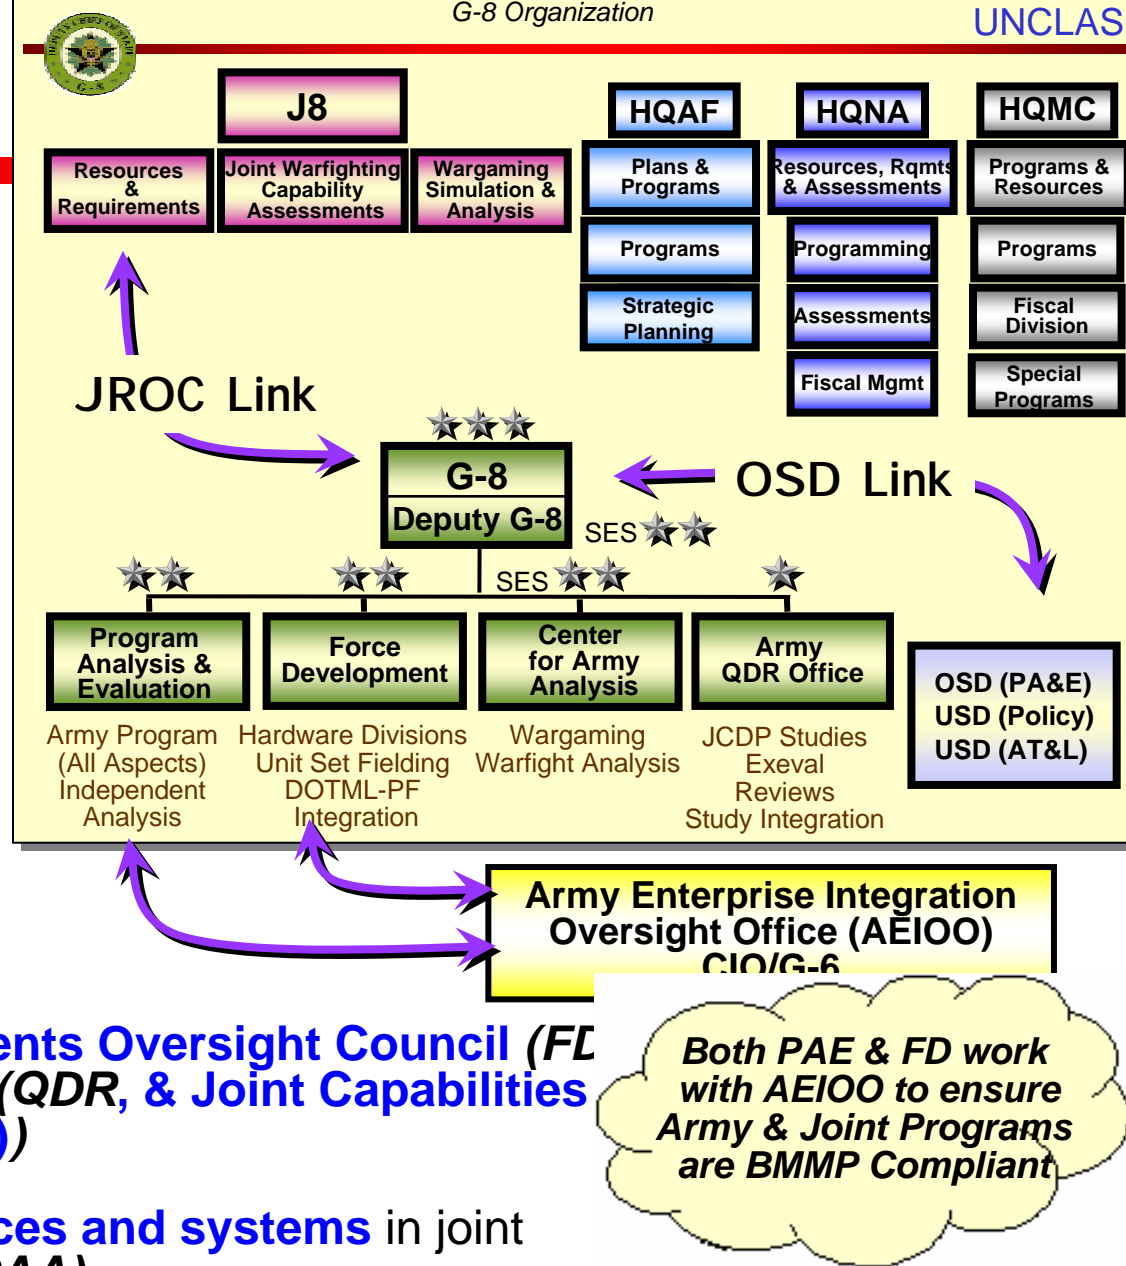 G-8 Organization
UNCLAS
J8
HQAF
HQNA
HQMC
Resources
&
Requirements
Joint Warfighting
Capability
Assessments
Wargaming
Simulation &
Analysis
Plans &
Programs
Resources, Rqmts
& Assessments
Programs &
Resources
Programs
Programming
Programs
Strategic
Planning
Assessments
Fiscal
Division
Fiscal Mgmt
Special
Programs
JROC Link
G-8
Deputy G-8
OSD Link
SES
SES
Program
Analysis &
Evaluation
Force
Development
Center
for Army
Analysis
Army
QDR Office
OSD (PA&E)
USD (Policy)
USD (AT&L)
Army Program
(All Aspects)
Independent
Analysis
Hardware Divisions
Unit Set Fielding
DOTML-PF
Integration
Wargaming
Warfight Analysis
JCDP Studies
Exeval
Reviews
Study Integration
Army Enterprise Integration
Oversight Office (AEIOO)
CIO/G-6
ents Oversight Council (FD
(QDR, & Joint Capabilities
))
ces and systems in joint
Both PAE & FD work
with AEIOO to ensure
Army & Joint Programs
are BMMP Compliant